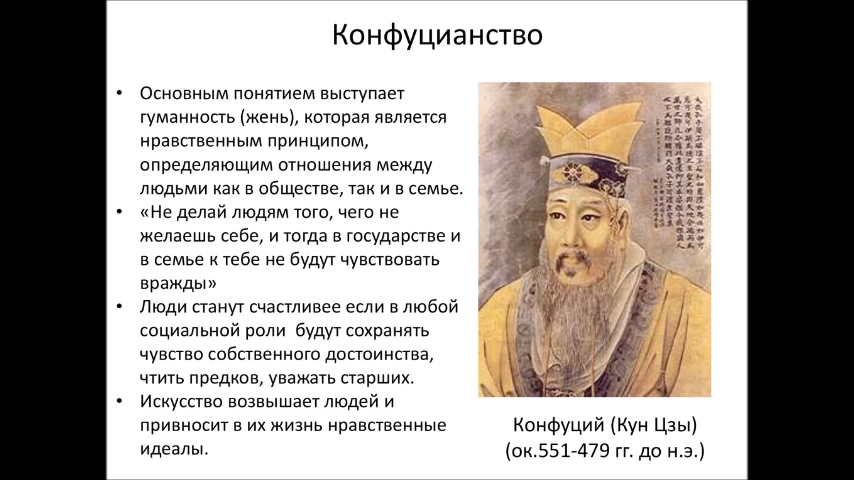 Конфуцианство
• Основным понятием выступает
гуманность (жень), которая является
нравственным принципом,
определяющим отношения между
людьми как в обществе, так и в семье.
• «Не делай людям того, чего не
желаешь себе, и тогда в государстве и
в семье к тебе не будут чувствовать
вражды»
• Люди станут счастливее если в любой
социальной роли  будут сохранять
чувство собственного достоинства,
чтить предков, уважать старших.
• Искусство возвышает людей и
привносит в их жизнь нравственные
идеалы.
Конфуций (Кун Цзы)
(ок.551-479 гг. до н.э.)